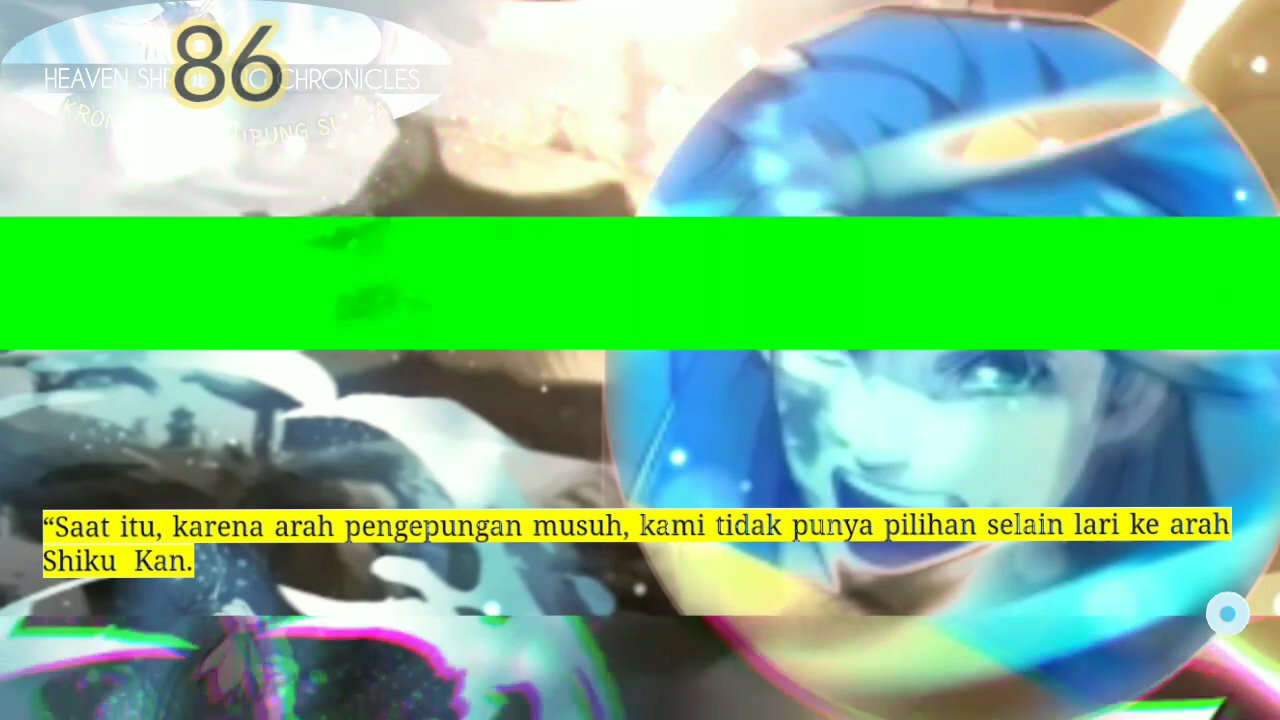 86
HEAVEN CHRONICLES
“Saat itu, karena arah pengepungan musuh, kami tidak punya pilihan selain lari ke arah
Shiku Kan.